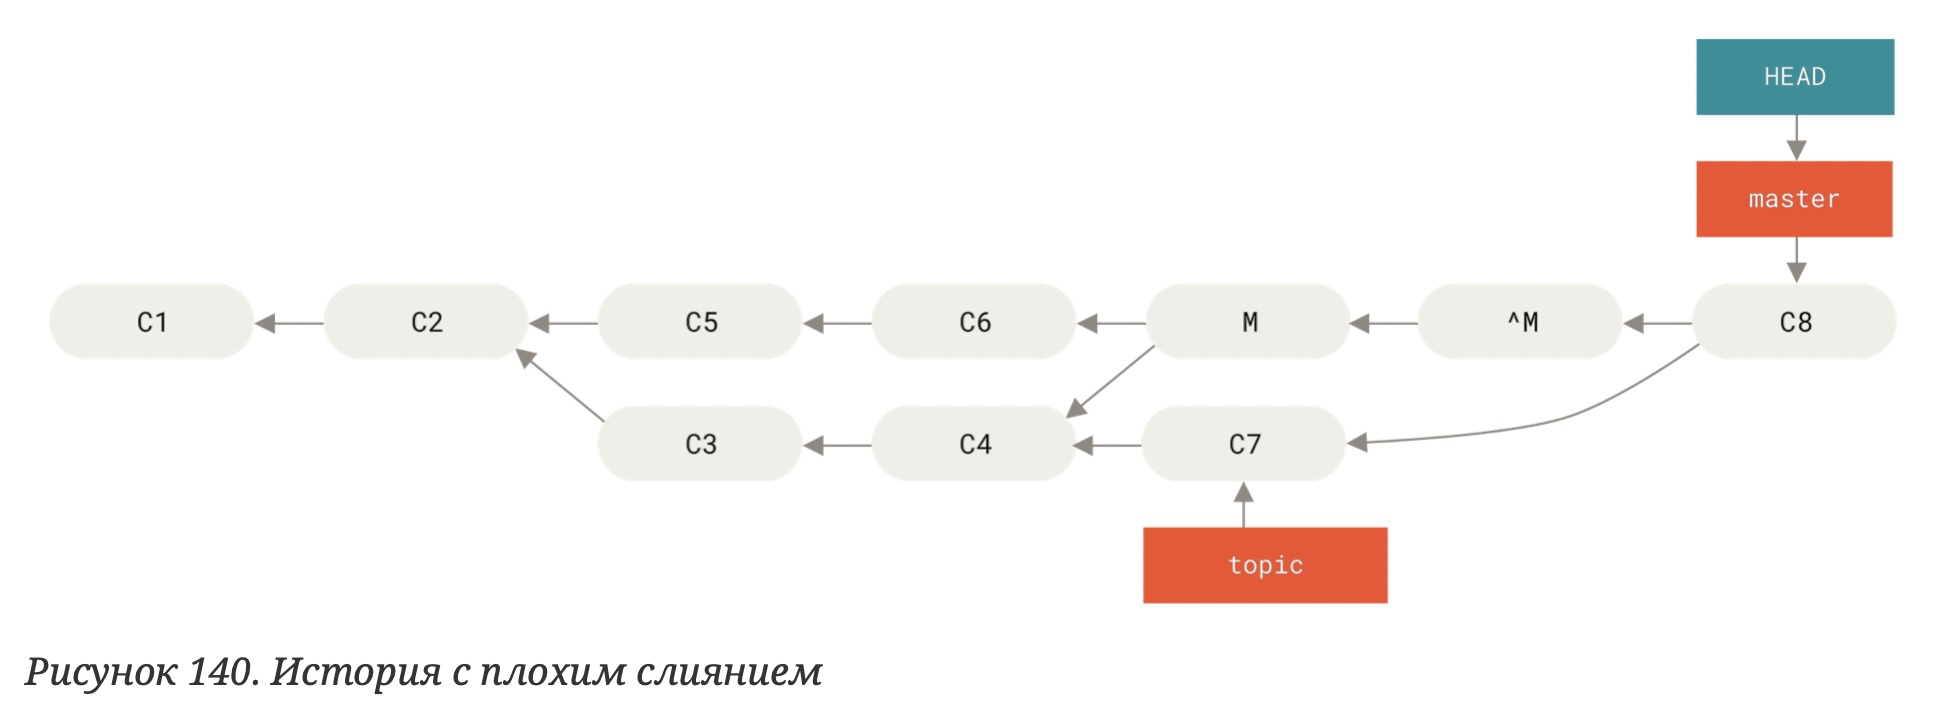 HEAD
master
C1 C2 C5 C6 M ^M C8
C3 C4 C7
topic
Рисунок 140. История с плохим слиянием